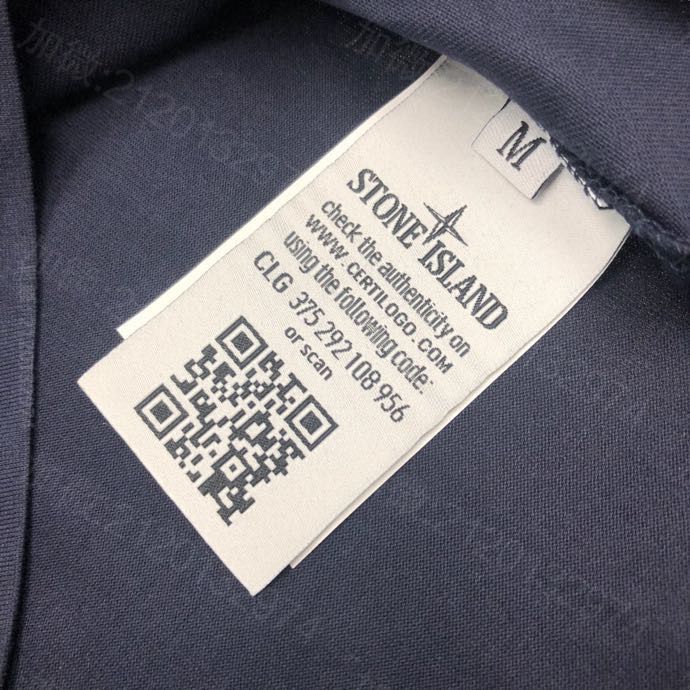 M
STONE ISLAND
check the authenticity on
WWW.CERTILOGO.COM
using the following code:
CLG 375 292 108 956
or scan